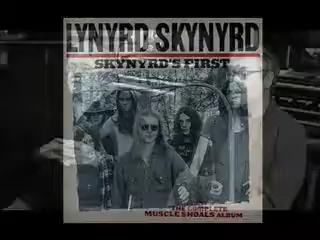 LYNYRD SKYNYRD
SKYNYRD'S FIRST
THE COMPLETE
MUSCLE SHOALS ALBUM